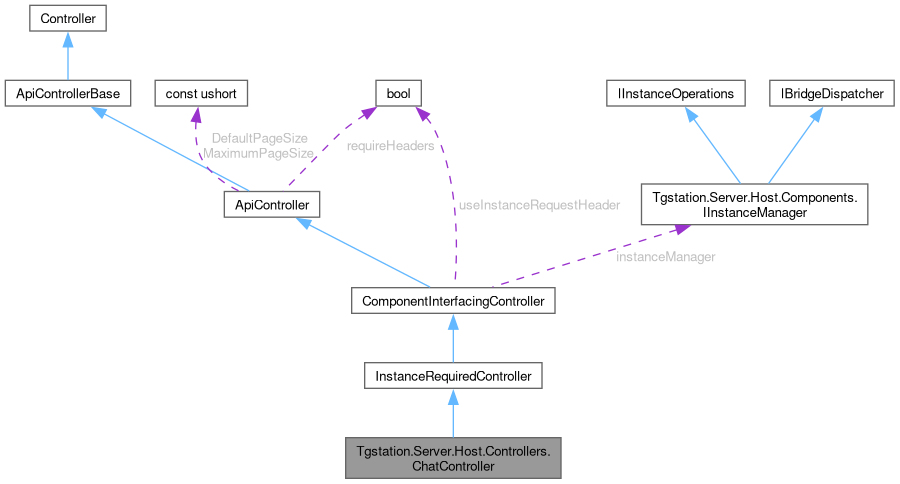 Controller
ApiControllerBase
const ushort
bool
IInstanceOperations
IBridgeDispatcher
DefaultPageSize
MaximumPageSize
requireHeaders
ApiController
useInstanceRequestHeader
Tgstation.Server.Host.Components.
IInstanceManager
instanceManager
ComponentInterfacingController
InstanceRequiredController
Tgstation.Server.Host.Controllers.
ChatController